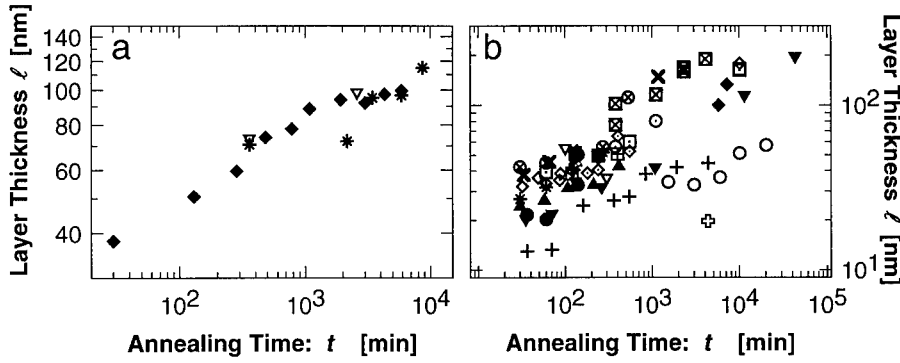 a
140
120
100
80
60
40
Layer Thickness ℓ [nm]
10²
10³
10⁴
Annealing Time: t [min]
b
10²
10¹
Layer Thickness ℓ [nm]
10²
10³
10⁴
10⁵
Annealing Time: t [min]